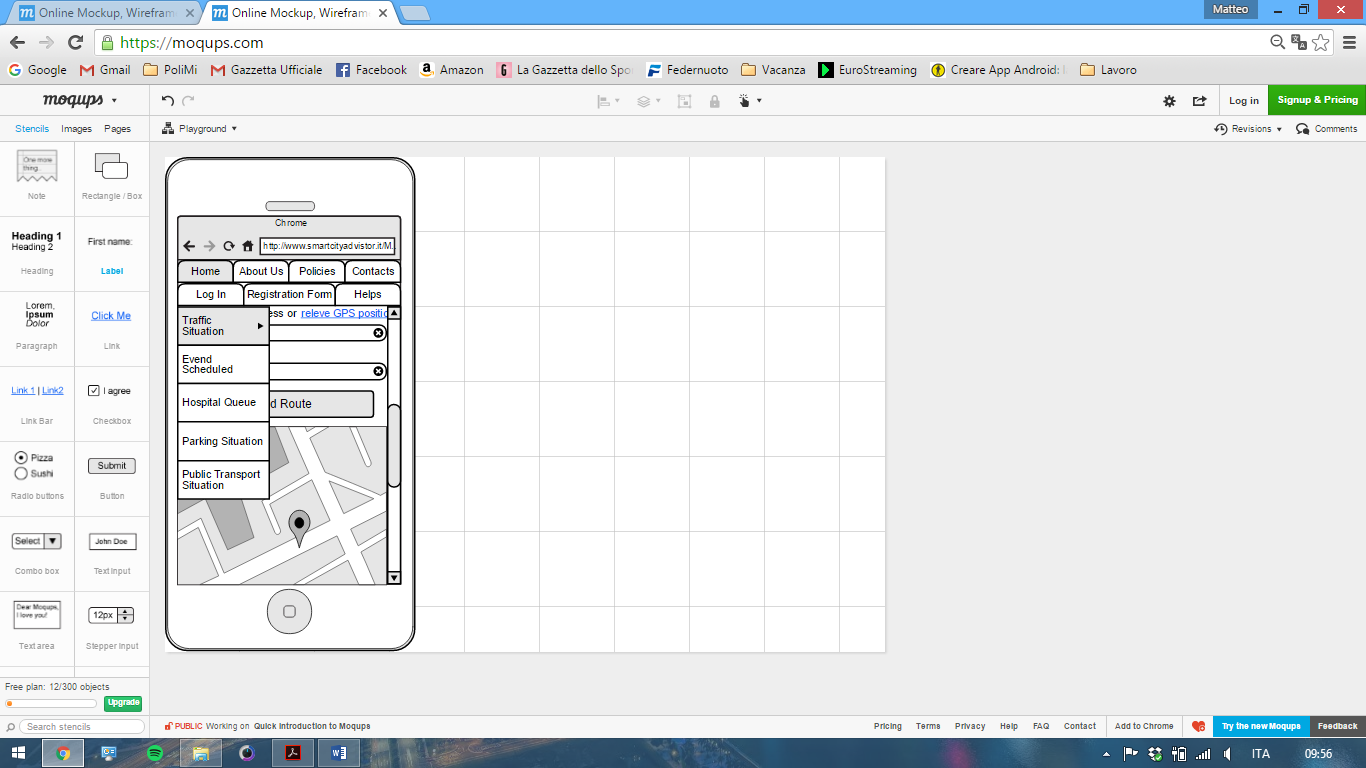 Online Mockup, Wirefram
Online Mockup, Wirefram
Matteo
https://moqups.com
Google
Gmail
PoliMi
Gazzetta Ufficiale
Facebook
Amazon
La Gazzetta dello Spo
Federnuoto
Vacanza
EuroStreaming
Creare App Android:
Lavoro
moqups
Log in
Signup & Pricing
Stencils Images Pages
Playground
Revisions
Comments
One more
thing.
Note
Rectangle / Box
Heading 1
Heading 2
Heading
First name:
Label
Lorem,
Ipsum
Dolor
Paragraph
Click Me
Link
Link 1 | Link2
Link Bar
I agree
Checkbox
Pizza
Sushi
Radio buttons
Submit
Button
Select
Combo box
John Doe
Text input
Dear Moqups,
I love you!
Text area
12px
Stepper Input
Free plan: 12/300 objects
Upgrade
Search stencils
Chrome
http://www.smartcityadvisor.it/M.
Home
About Us
Policies
Contacts
Log In
Registration Form
Helps
ess or releve GPS positio
Traffic
Situation
Evend
Scheduled
Hospital Queue
d Route
Parking Situation
Public Transport
Situation
PUBLIC Working on Quick Introduction to Moqups
Pricing
Terms
Privacy
Help
FAQ
Contact
Add to Chrome
Try the new Moqups
Feedback
ITA
09:56